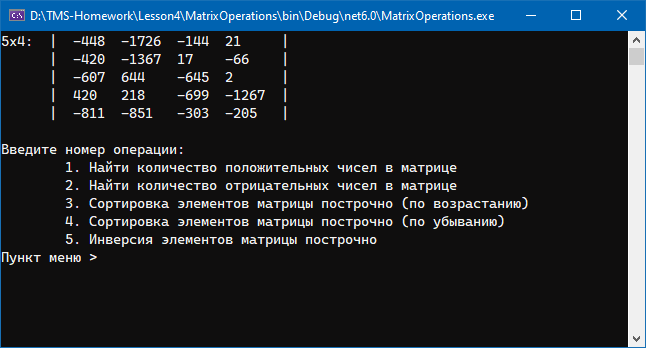 D:\TMS-Homework\Lesson4\MatrixOperations\bin\Debug\net6.0\MatrixOperations.exe
5x4: | -448 -1726 -144 21 |
| -420 -1367 17 -66 |
| -607 644 -645 2 |
| 420 218 -699 -1267 |
| -811 -851 -303 -205 |
Введите номер операции:
1. Найти количество положительных чисел в матрице
2. Найти количество отрицательных чисел в матрице
3. Сортировка элементов матрицы построчно (по возрастанию)
4. Сортировка элементов матрицы построчно (по убыванию)
5. Инверсия элементов матрицы построчно
Пункт меню >